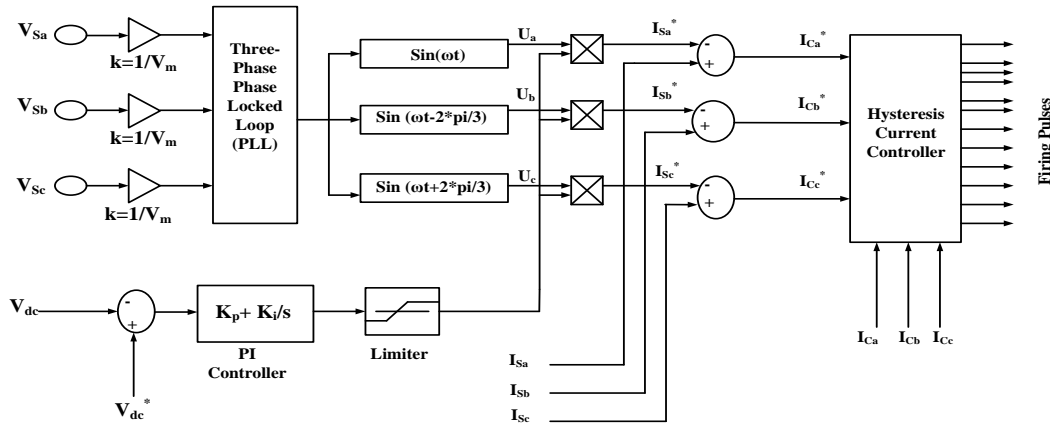 V_Sa
k=1/V_m
V_Sb
k=1/V_m
V_Sc
k=1/V_m
Three-
Phase
Phase
Locked
Loop
(PLL)
Sin(ωt)
Sin (ωt-2*pi/3)
Sin (ωt+2*pi/3)
U_a
U_b
U_c
I_Sa^*
I_Sb^*
I_Sc^*
-
+
-
+
-
+
I_Ca^*
I_Cb^*
I_Cc^*
Hysteresis
Current
Controller
Firing Pulses
I_Ca
I_Cb
I_Cc
V_dc
-
+
V_dc^*
K_p+ K_i/s
PI
Controller
Limiter
I_Sa
I_Sb
I_Sc